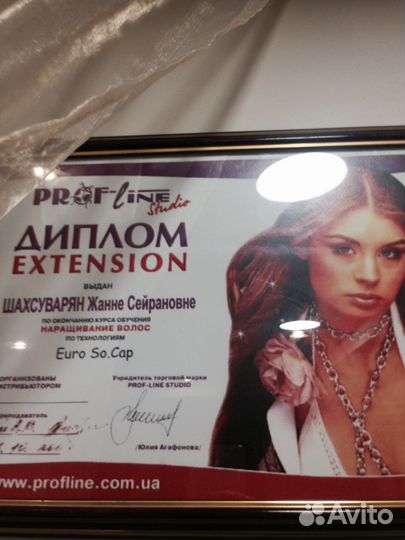 PROF-LINE
Studio
ДИПЛОМ
EXTENSION
ВЫДАН
ШАХСУВАРЯН Жанне Сейрановне
ПО ОКОНЧАНИЮ КУРСА ОБУЧЕНИЯ
НАРАЩИВАНИЕ ВОЛОС
ПО ТЕХНОЛОГИЯМ
Euro So.Cap
ОРГАНИЗОВАНЫ
Учредитель торговой марки
PROF-LINE STUDIO
/Юлия Агафонова/
www.profline.com.ua
Avito